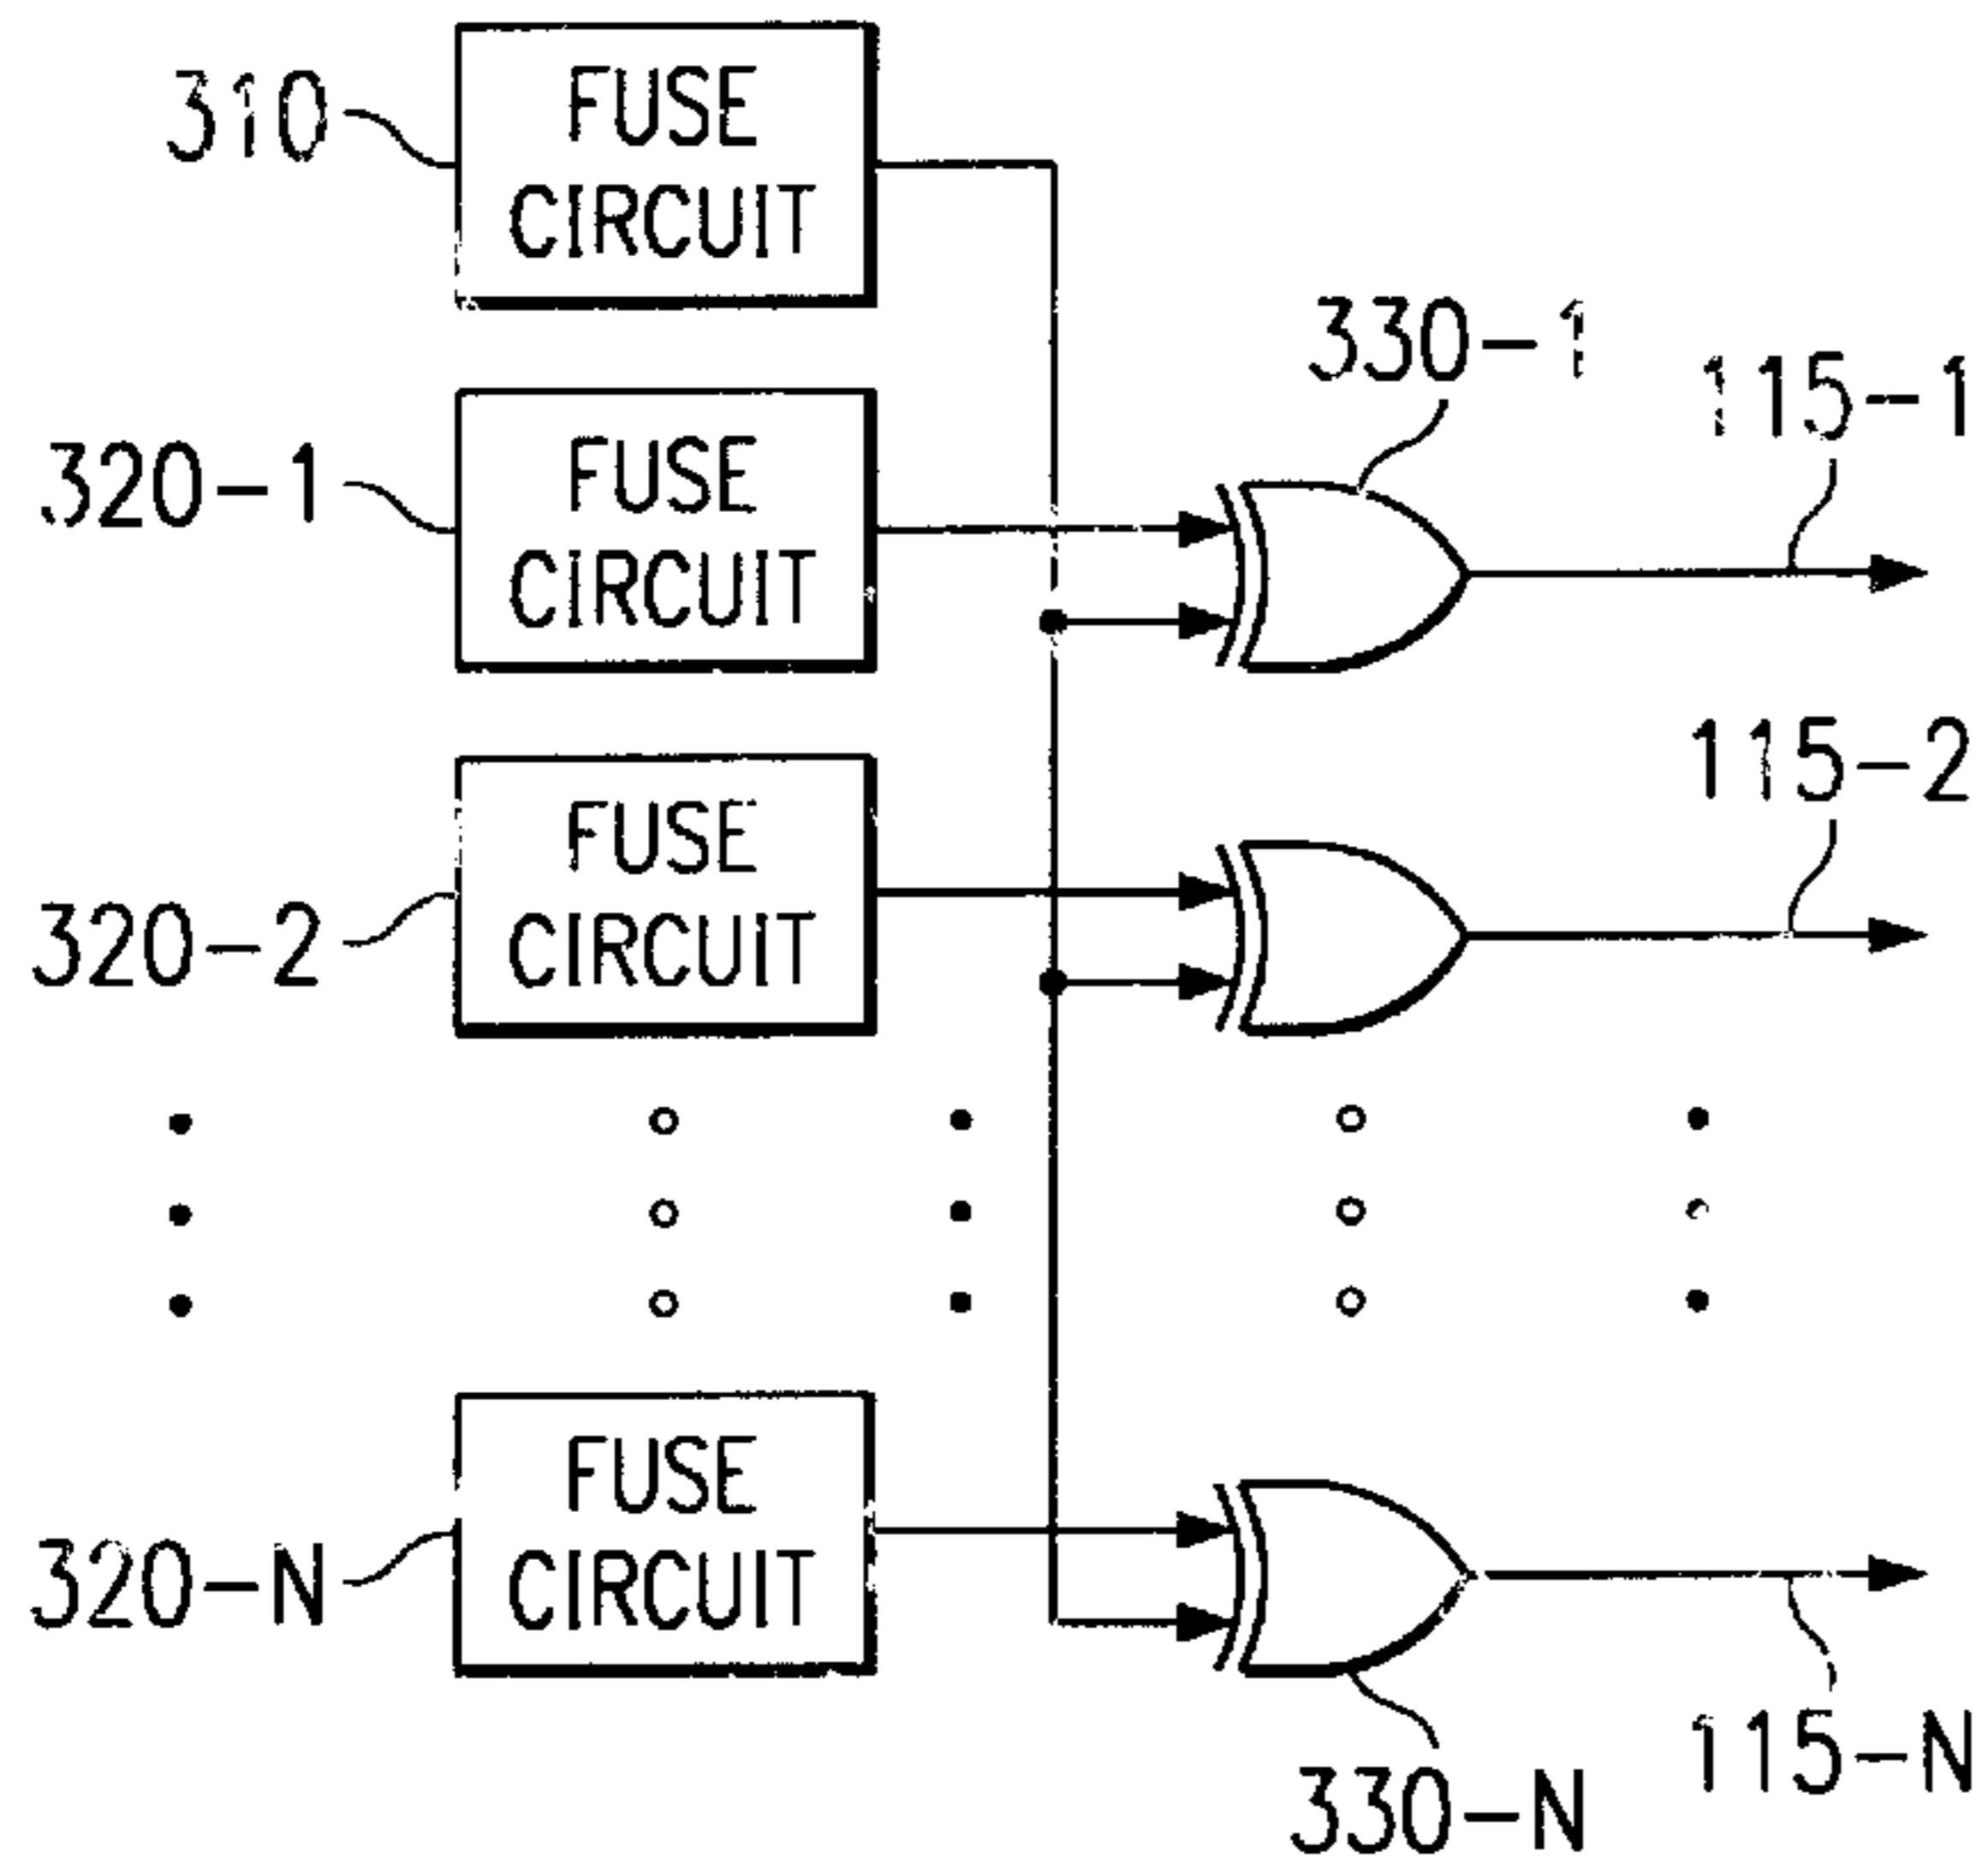 310
FUSE
CIRCUIT
330-1
115-1
320-1
FUSE
CIRCUIT
115-2
320-2
FUSE
CIRCUIT
320-N
FUSE
CIRCUIT
115-N
330-N